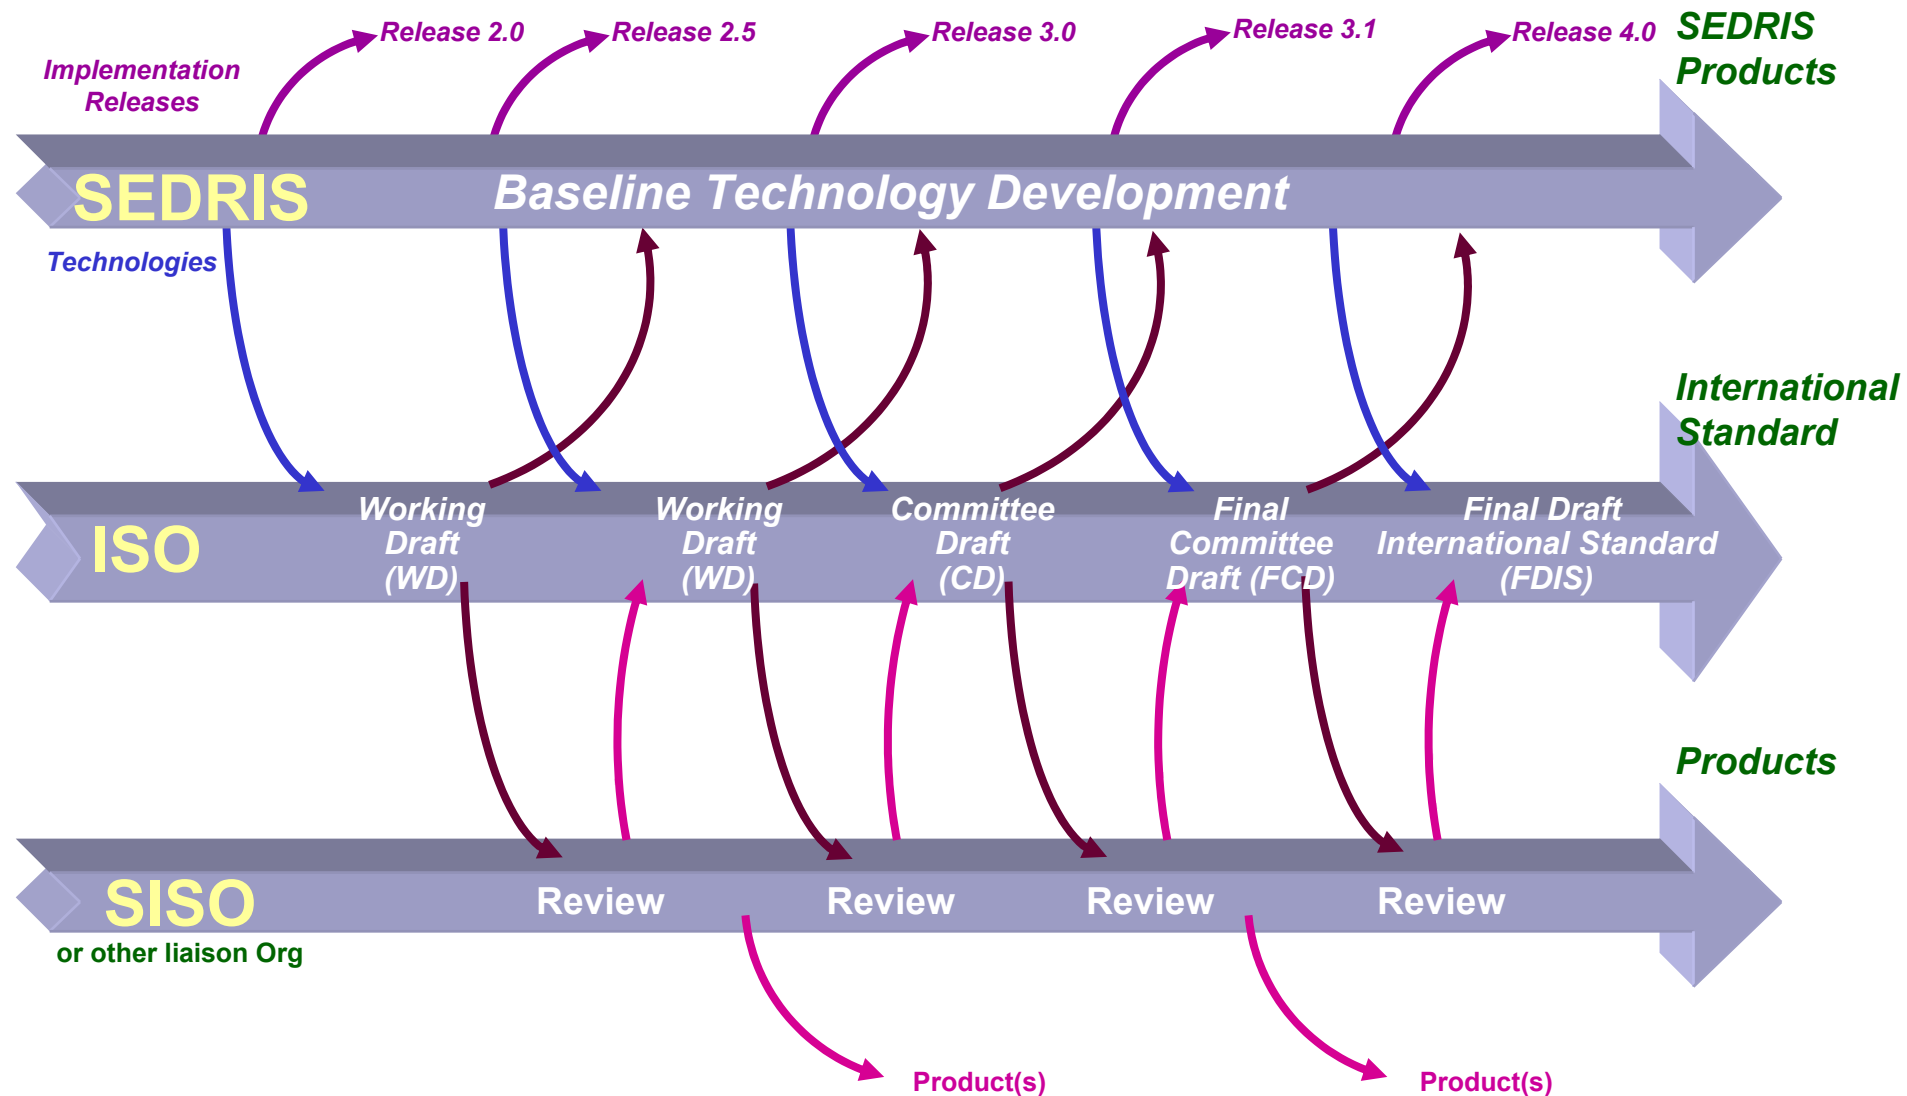 Release 2.0
Release 2.5
Release 3.0
Release 3.1
Release 4.0
SEDRIS
Products
Implementation
Releases
SEDRIS
Baseline Technology Development
Technologies
International
Standard
ISO
Working
Draft
(WD)
Working
Draft
(WD)
Committee
Draft
(CD)
Final
Committee
Draft (FCD)
Final Draft
International Standard
(FDIS)
Products
SISO
Review
Review
Review
Review
or other liaison Org
Product(s)
Product(s)